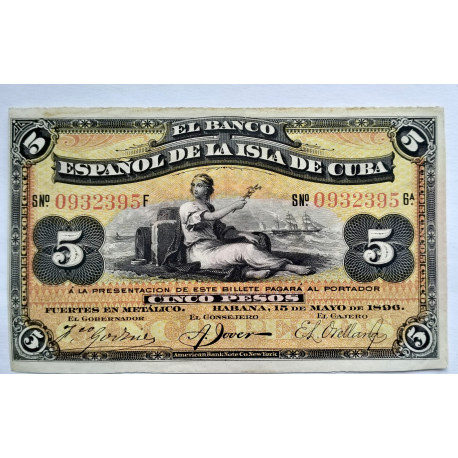 5 5
EL BANCO
ESPAÑOL DE LA ISLA DE CUBA
S Nº 0932395 F S Nº 0932395 6ª
5 5
Á LA PRESENTACION DE ESTE BILLETE PAGARÁ AL PORTADOR
CINCO PESOS
FUERTES EN METÁLICO. HABANA, 15 DE MAYO DE 1896.
EL GOBERNADOR EL CONSEJERO EL CAJERO
5 5
American Bank Note Co. New York